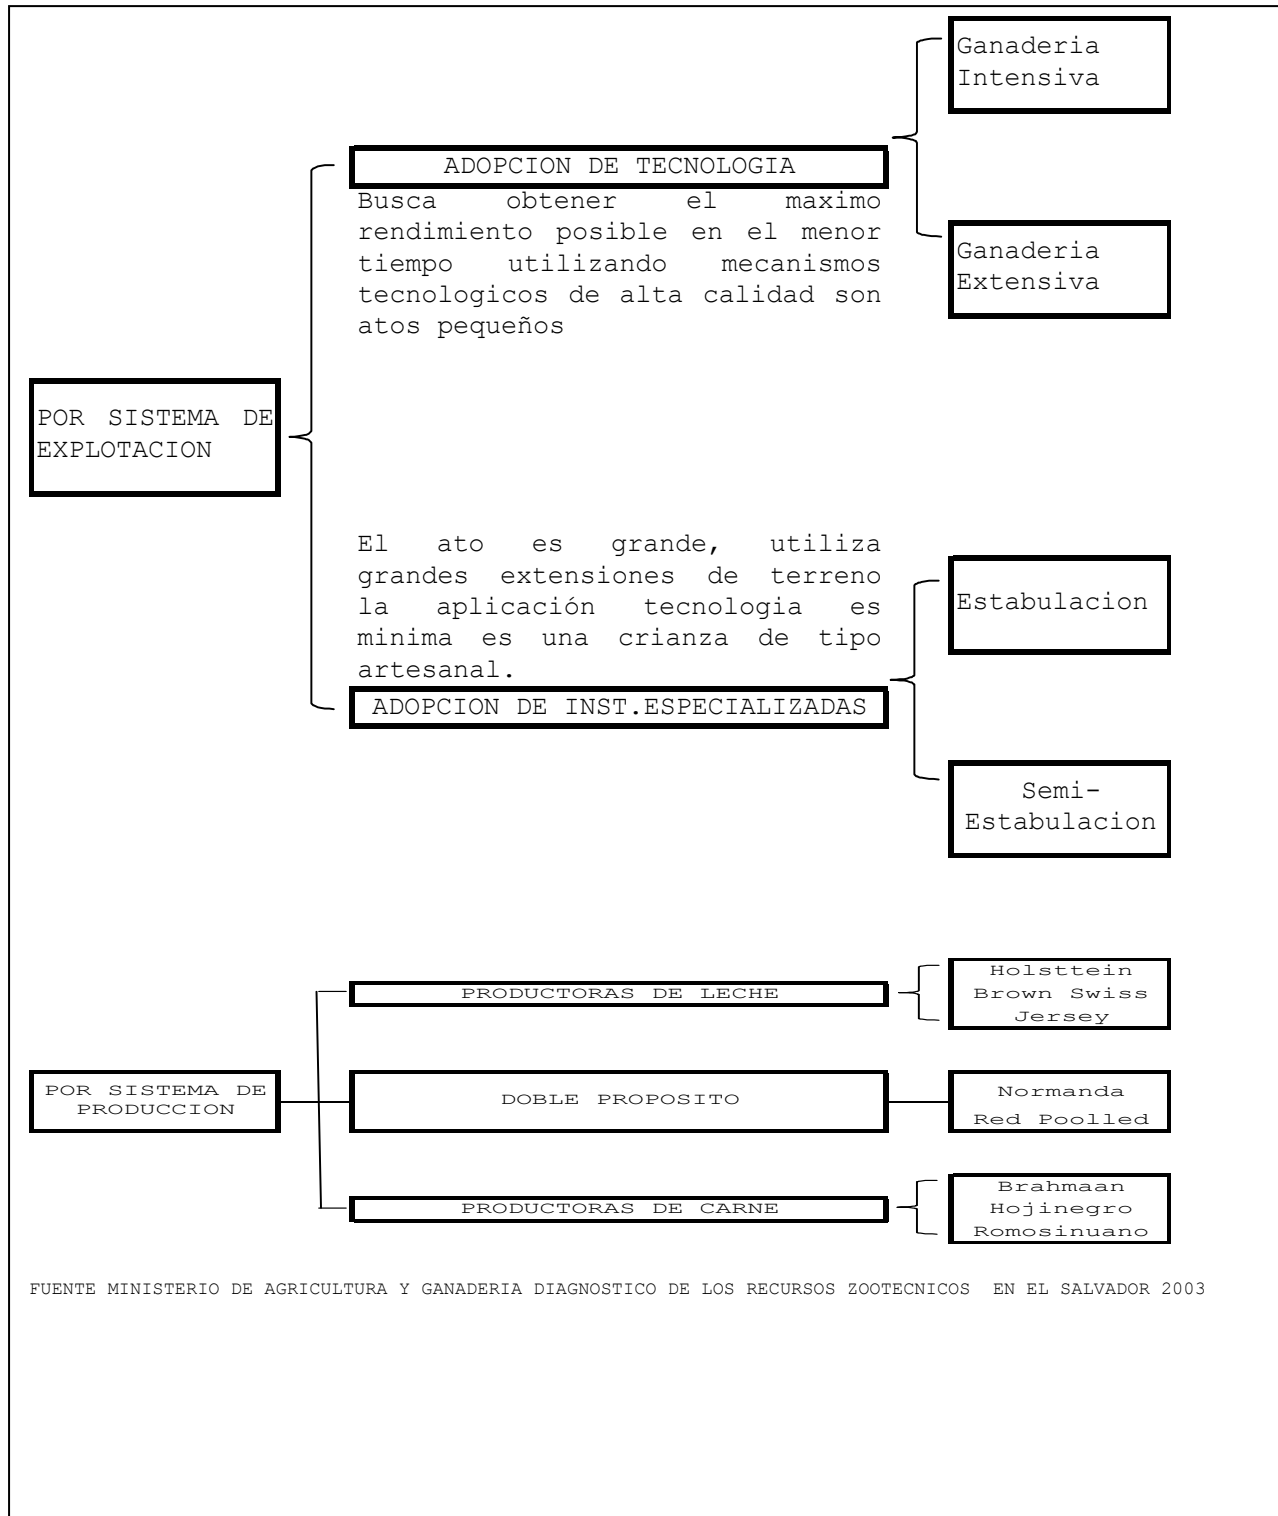 Ganaderia
Intensiva
ADOPCION DE TECNOLOGIA
Busca obtener el maximo
rendimiento posible en el menor
tiempo utilizando mecanismos
tecnologicos de alta calidad son
atos pequeños
Ganaderia
Extensiva
POR SISTEMA DE
EXPLOTACION
El ato es grande, utiliza
grandes extensiones de terreno
la aplicación tecnologia es
minima es una crianza de tipo
artesanal.
ADOPCION DE INST.ESPECIALIZADAS
Estabulacion
Semi-
Estabulacion
POR SISTEMA DE
PRODUCCION
PRODUCTORAS DE LECHE
Holsttein
Brown Swiss
Jersey
DOBLE PROPOSITO
Normanda
Red Poolled
PRODUCTORAS DE CARNE
Brahmaan
Hojinegro
Romosinuano
FUENTE MINISTERIO DE AGRICULTURA Y GANADERIA DIAGNOSTICO DE LOS RECURSOS ZOOTECNICOS  EN EL SALVADOR 2003